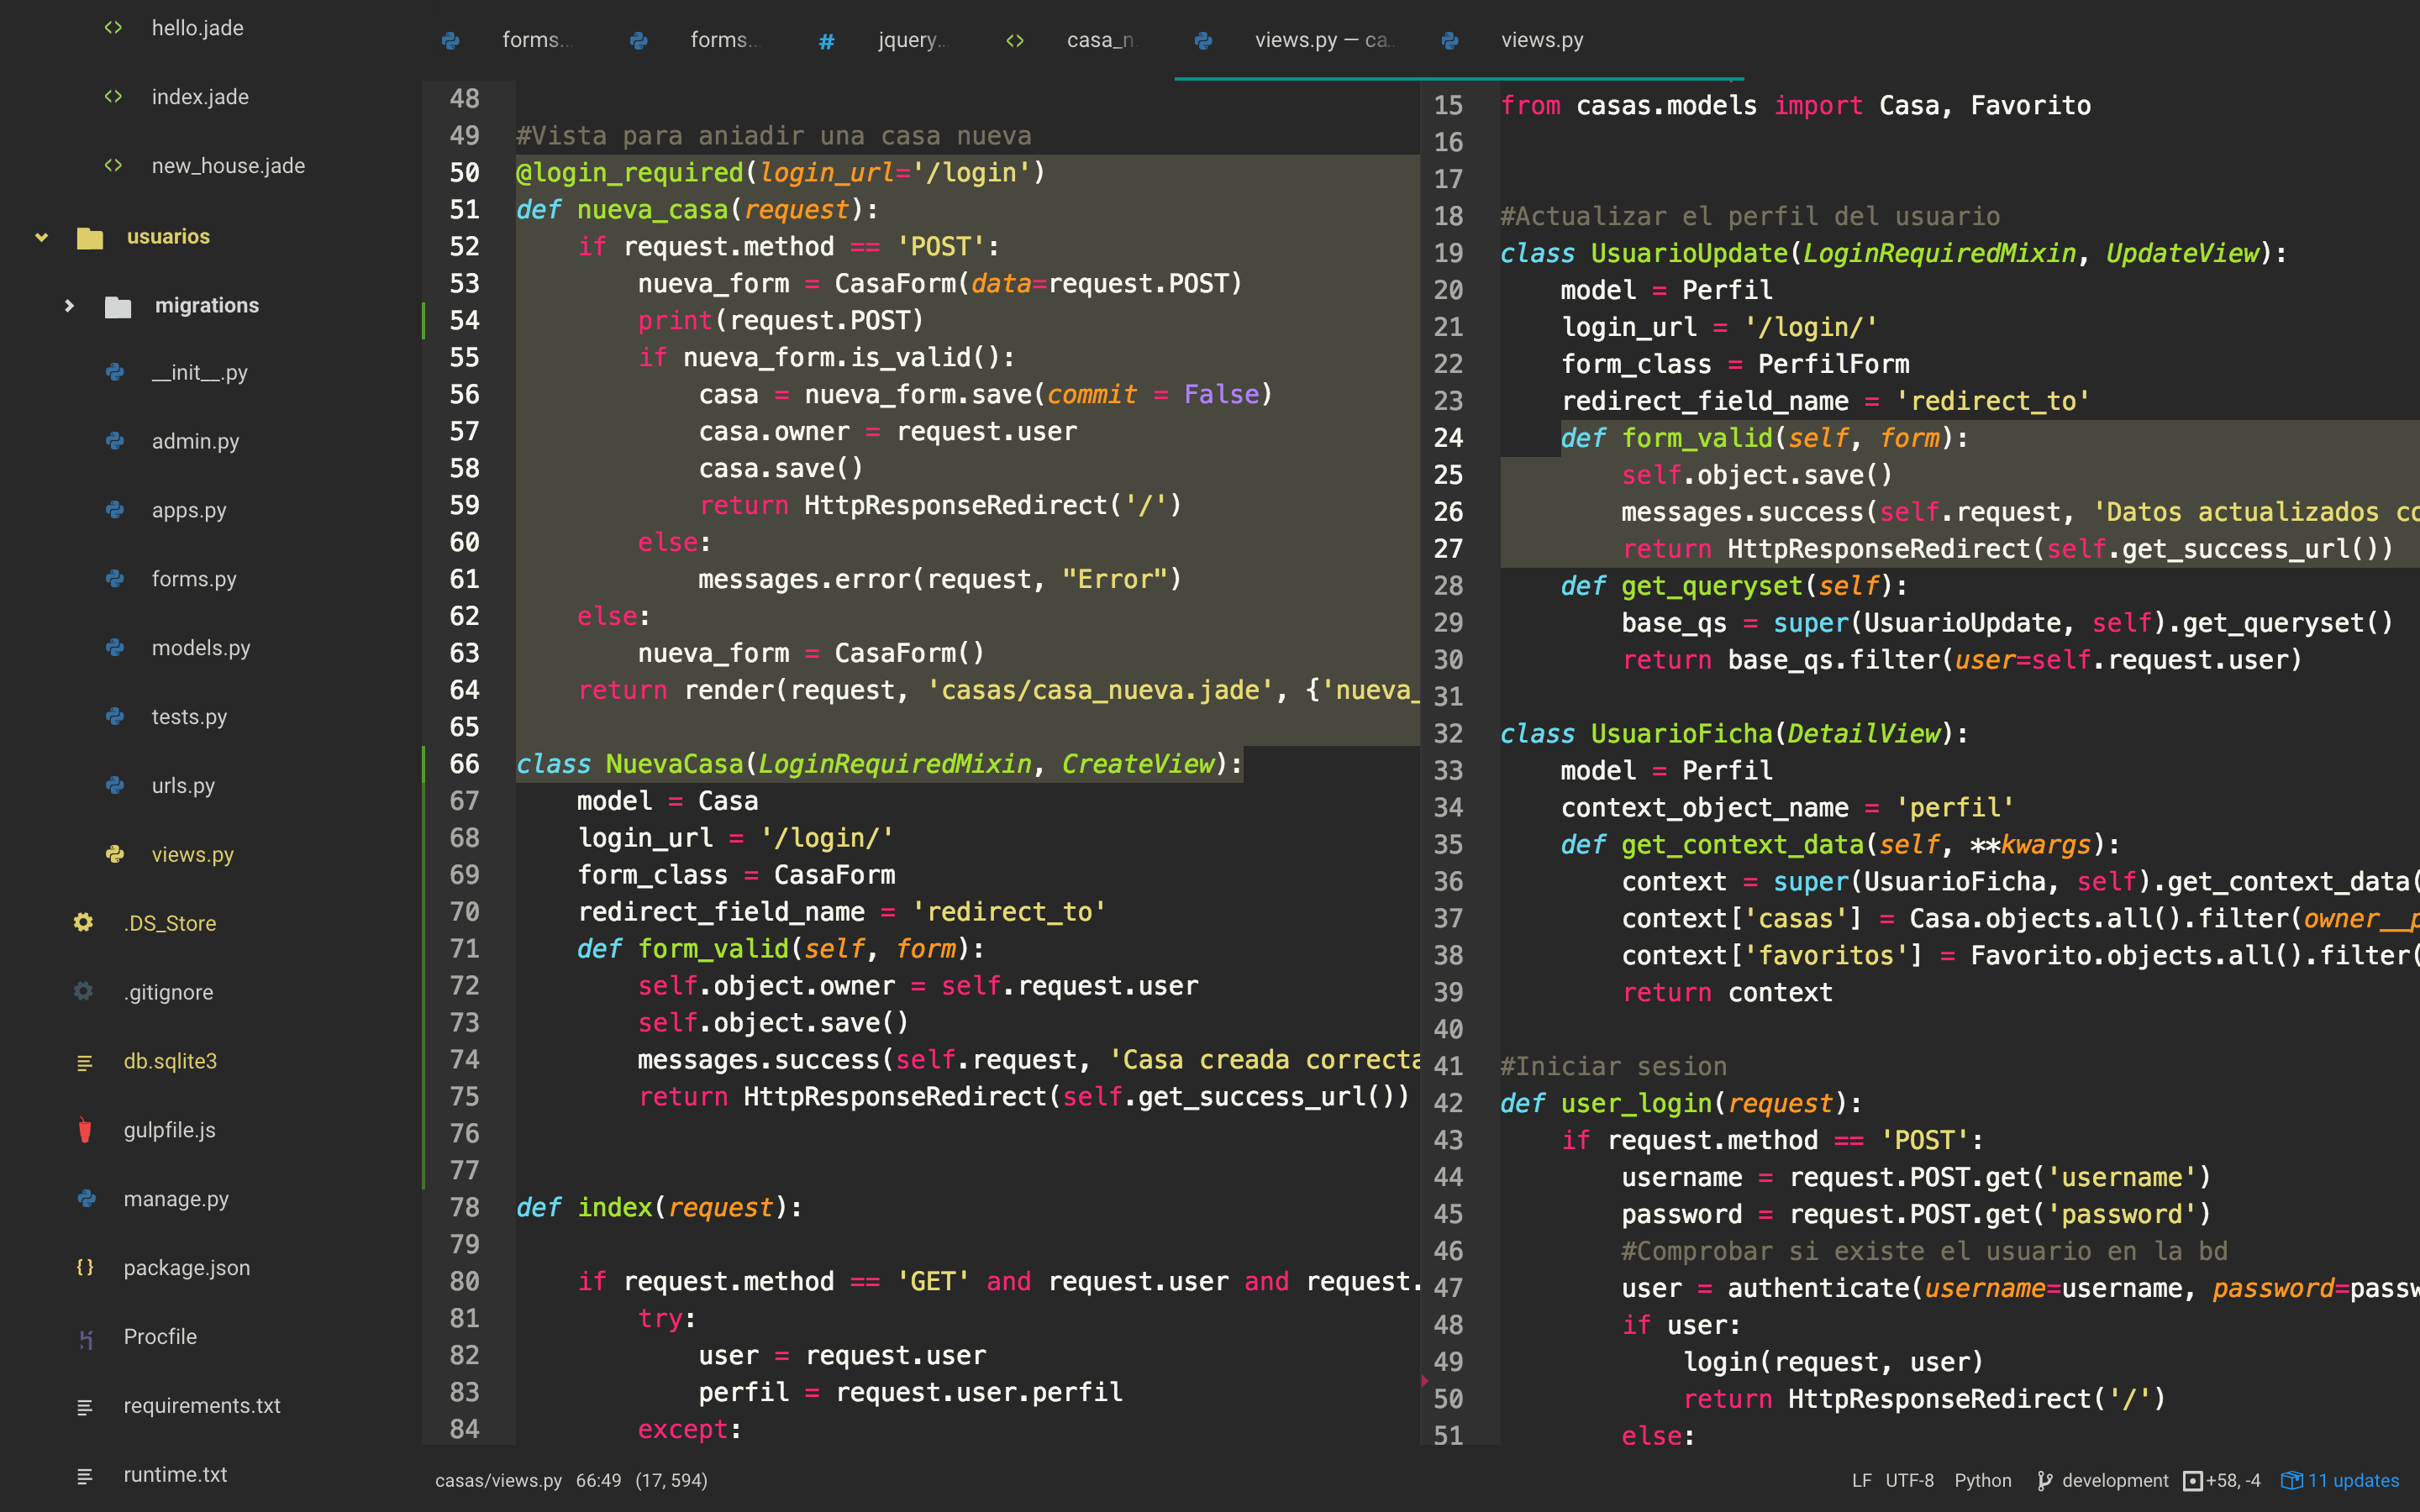 hello.jade
index.jade
new_house.jade
usuarios
migrations
__init__.py
admin.py
apps.py
forms.py
models.py
tests.py
urls.py
views.py
.DS_Store
.gitignore
db.sqlite3
gulpfile.js
manage.py
package.json
Procfile
requirements.txt
runtime.txt
forms... forms... jquery... casa_n. views.py — ca... views.py
48
49 #Vista para aniadir una casa nueva
50 @login_required(login_url='/login')
51 def nueva_casa(request):
52 if request.method == 'POST':
53 nueva_form = CasaForm(data=request.POST)
54 print(request.POST)
55 if nueva_form.is_valid():
56 casa = nueva_form.save(commit = False)
57 casa.owner = request.user
58 casa.save()
59 return HttpResponseRedirect('/')
60 else:
61 messages.error(request, "Error")
62 else:
63 nueva_form = CasaForm()
64 return render(request, 'casas/casa_nueva.jade', {'nueva_
65
66 class NuevaCasa(LoginRequiredMixin, CreateView):
67 model = Casa
68 login_url = '/login/'
69 form_class = CasaForm
70 redirect_field_name = 'redirect_to'
71 def form_valid(self, form):
72 self.object.owner = self.request.user
73 self.object.save()
74 messages.success(self.request, 'Casa creada correcta
75 return HttpResponseRedirect(self.get_success_url())
76
77
78 def index(request):
79
80 if request.method == 'GET' and request.user and request.
81 try:
82 user = request.user
83 perfil = request.user.perfil
84 except:
15 from casas.models import Casa, Favorito
16
17
18 #Actualizar el perfil del usuario
19 class UsuarioUpdate(LoginRequiredMixin, UpdateView):
20 model = Perfil
21 login_url = '/login/'
22 form_class = PerfilForm
23 redirect_field_name = 'redirect_to'
24 def form_valid(self, form):
25 self.object.save()
26 messages.success(self.request, 'Datos actualizados co
27 return HttpResponseRedirect(self.get_success_url())
28 def get_queryset(self):
29 base_qs = super(UsuarioUpdate, self).get_queryset()
30 return base_qs.filter(user=self.request.user)
31
32 class UsuarioFicha(DetailView):
33 model = Perfil
34 context_object_name = 'perfil'
35 def get_context_data(self, **kwargs):
36 context = super(UsuarioFicha, self).get_context_data(
37 context['casas'] = Casa.objects.all().filter(owner__p
38 context['favoritos'] = Favorito.objects.all().filter(
39 return context
40
41 #Iniciar sesion
42 def user_login(request):
43 if request.method == 'POST':
44 username = request.POST.get('username')
45 password = request.POST.get('password')
46 #Comprobar si existe el usuario en la bd
47 user = authenticate(username=username, password=passw
48 if user:
49 login(request, user)
50 return HttpResponseRedirect('/')
51 else:
casas/views.py 66:49 (17, 594) LF UTF-8 Python development +58, -4 11 updates